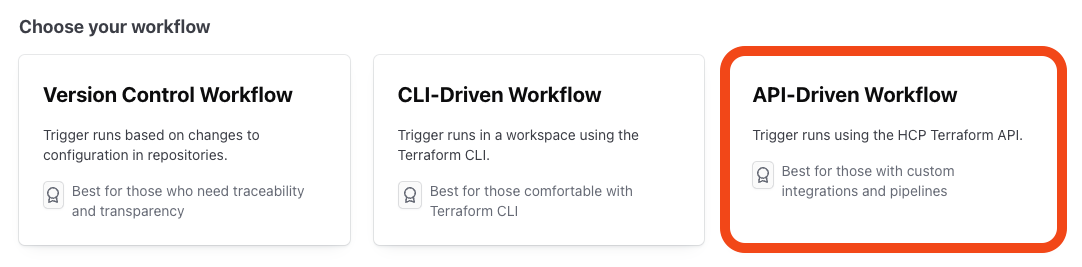 Choose your workflow
Version Control Workflow
Trigger runs based on changes to
configuration in repositories.
Best for those who need traceability
and transparency
CLI-Driven Workflow
Trigger runs in a workspace using the
Terraform CLI.
Best for those comfortable with
Terraform CLI
API-Driven Workflow
Trigger runs using the HCP Terraform API.
Best for those with custom
integrations and pipelines